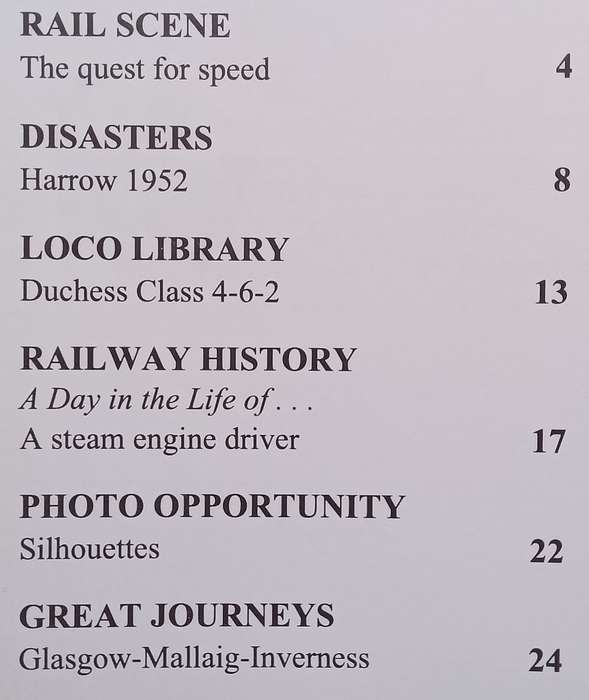 RAIL SCENE
The quest for speed 4
DISASTERS
Harrow 1952 8
LOCO LIBRARY
Duchess Class 4-6-2 13
RAILWAY HISTORY
A Day in the Life of . . .
A steam engine driver 17
PHOTO OPPORTUNITY
Silhouettes 22
GREAT JOURNEYS
Glasgow-Mallaig-Inverness 24